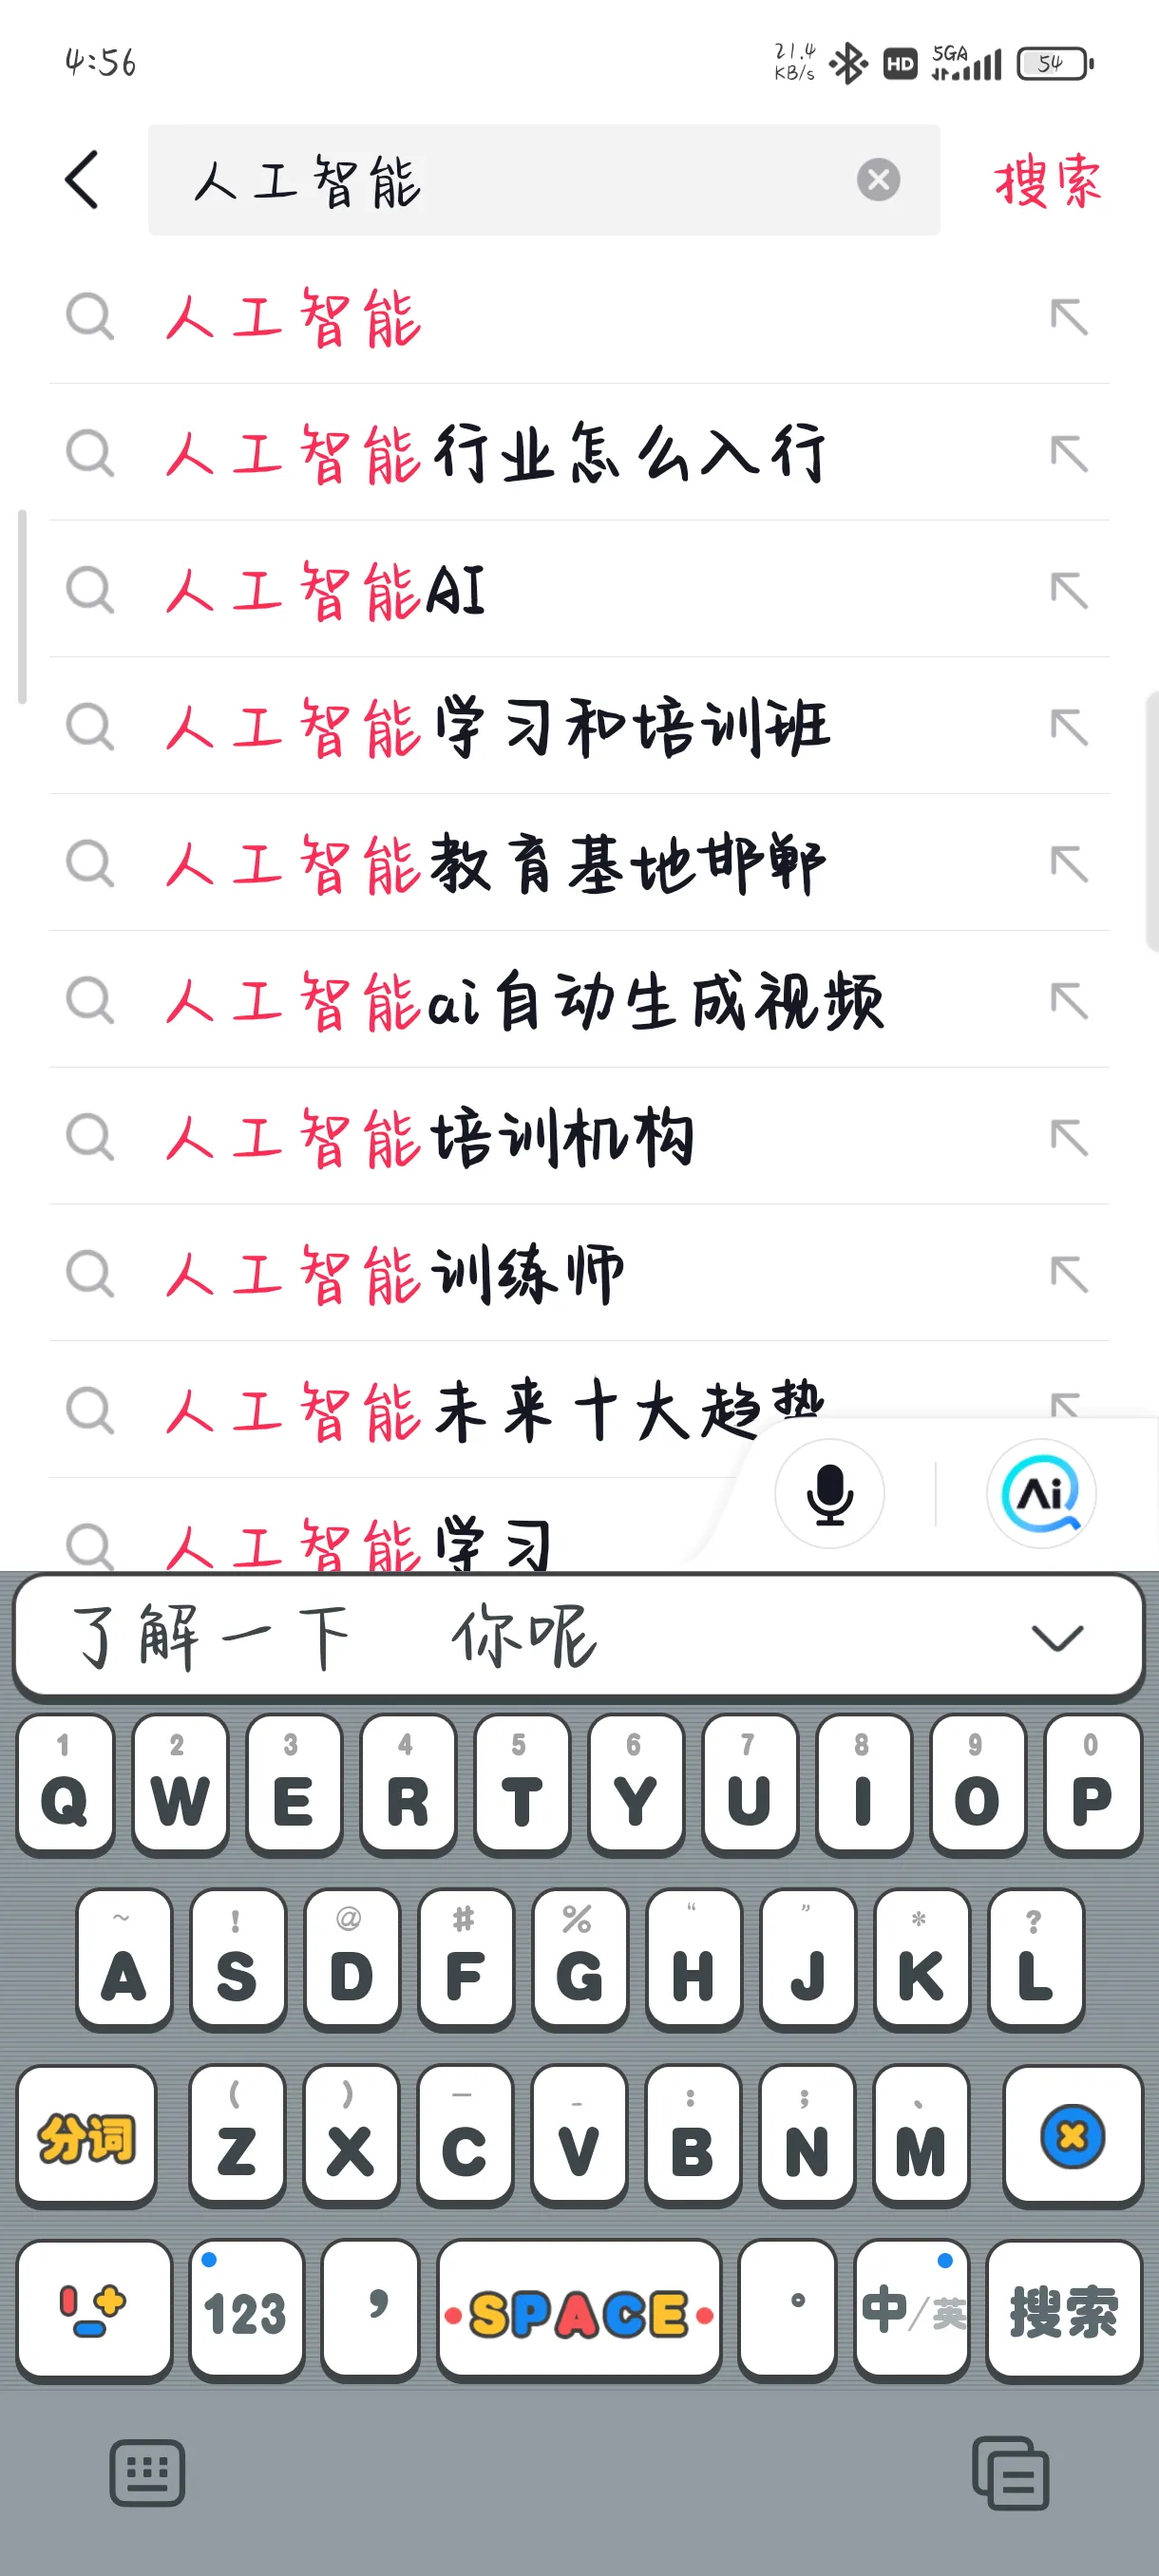 4:56
21.4
KB/s
HD
5GA
54
人工智能
搜索
人工智能
人工智能行业怎么入行
人工智能AI
人工智能学习和培训班
人工智能教育基地邯郸
人工智能ai自动生成视频
人工智能培训机构
人工智能训练师
人工智能未来十大趋势
人工智能学习
Ai
了解一下 你呢
1 2 3 4 5 6 7 8 9 0
Q W E R T Y U I O P
~ ! @ # % “ ” * ?
A S D F G H J K L
( ) — _ : ; 、
分词 Z X C V B N M
123 , SPACE 。 中/英 搜索